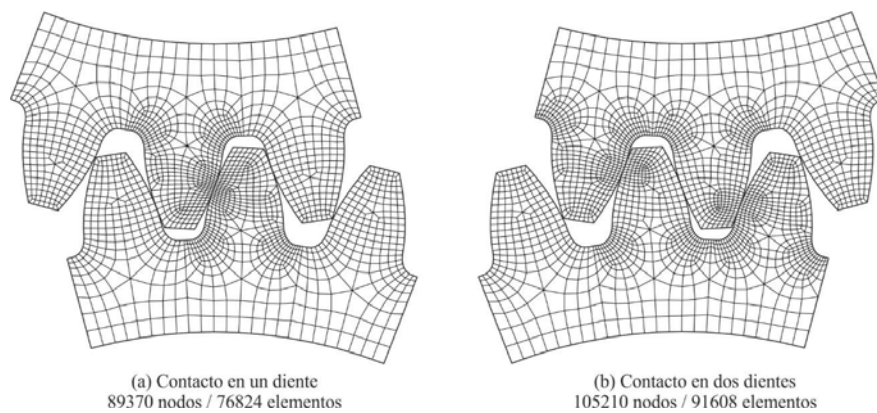 (a) Contacto en un diente
89370 nodos / 76824 elementos
(b) Contacto en dos dientes
105210 nodos / 91608 elementos